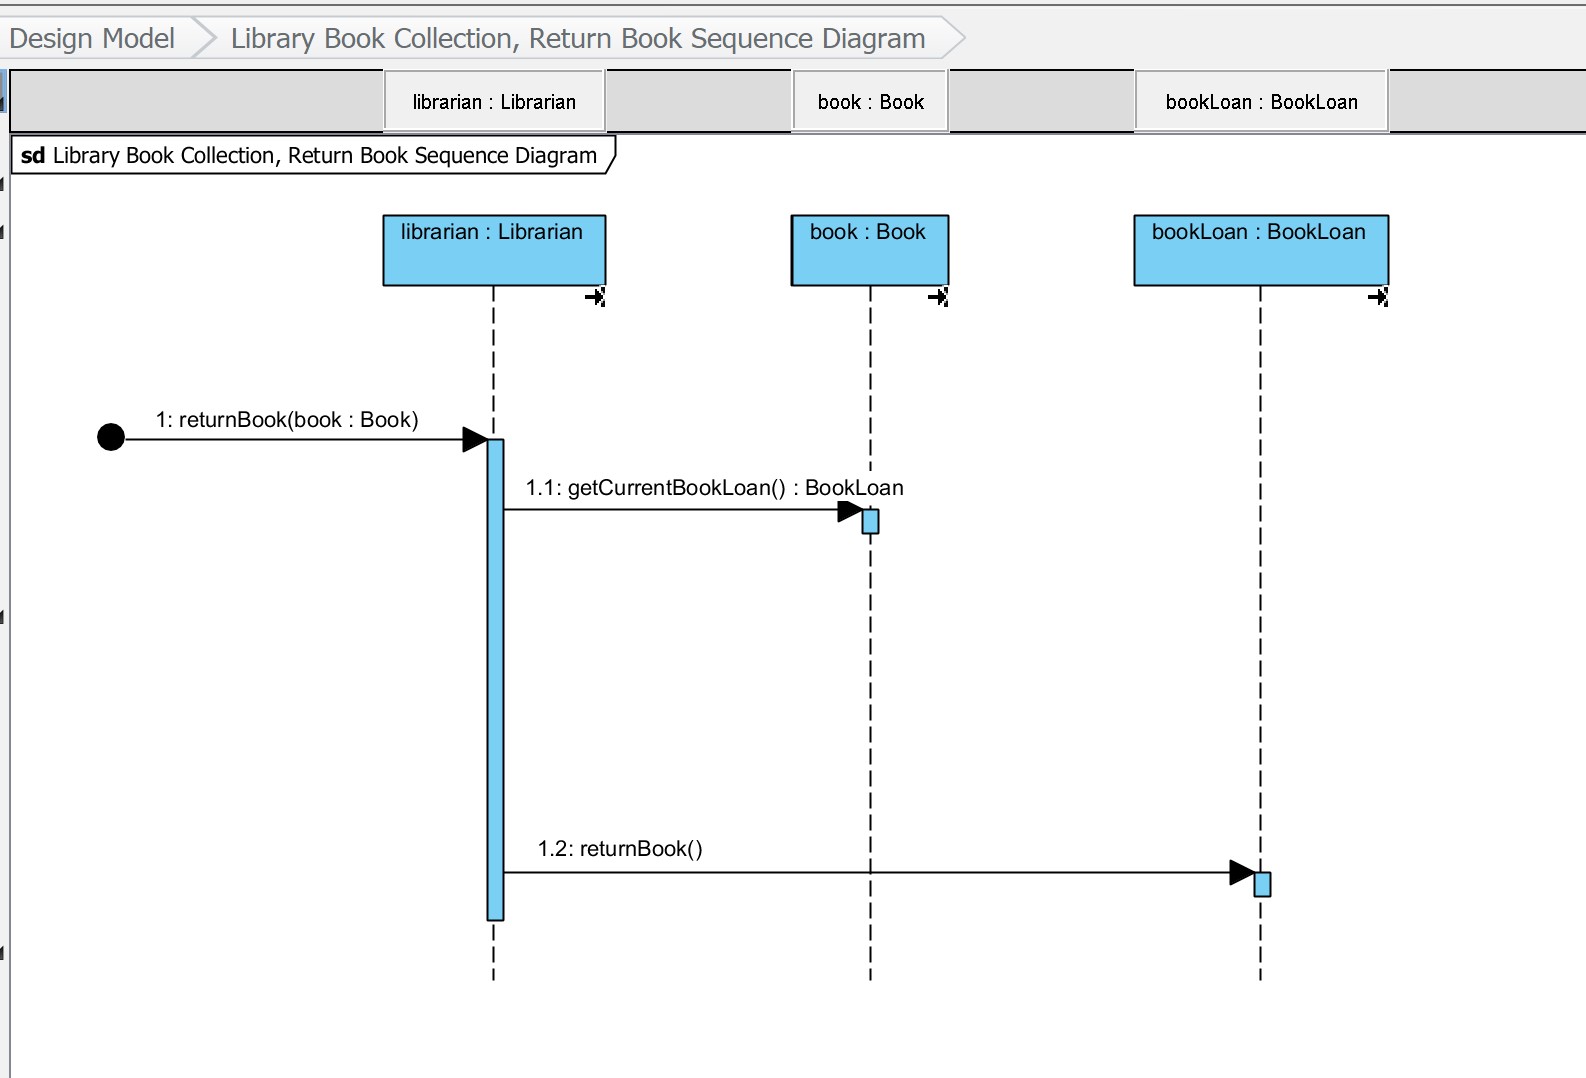 Design Model
Library Book Collection, Return Book Sequence Diagram
librarian : Librarian
book : Book
bookLoan : BookLoan
sd Library Book Collection, Return Book Sequence Diagram
librarian : Librarian
book : Book
bookLoan : BookLoan
1: returnBook(book : Book)
1.1: getCurrentBookLoan() : BookLoan
1.2: returnBook()